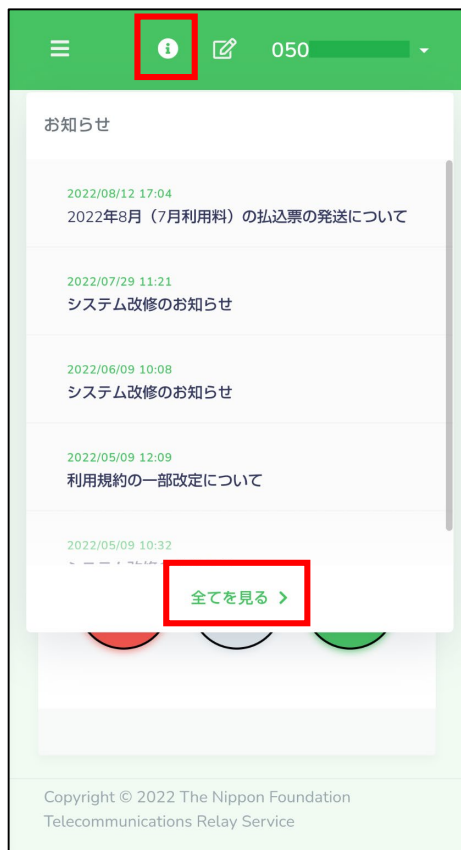 050
お知らせ
2022/08/12 17:04
2022年8月（7月利用料）の払込票の発送について
2022/07/29 11:21
システム改修のお知らせ
2022/06/09 10:08
システム改修のお知らせ
2022/05/09 12:09
利用規約の一部改定について
2022/05/09 10:32
全てを見る
Copyright © 2022 The Nippon Foundation
Telecommunications Relay Service